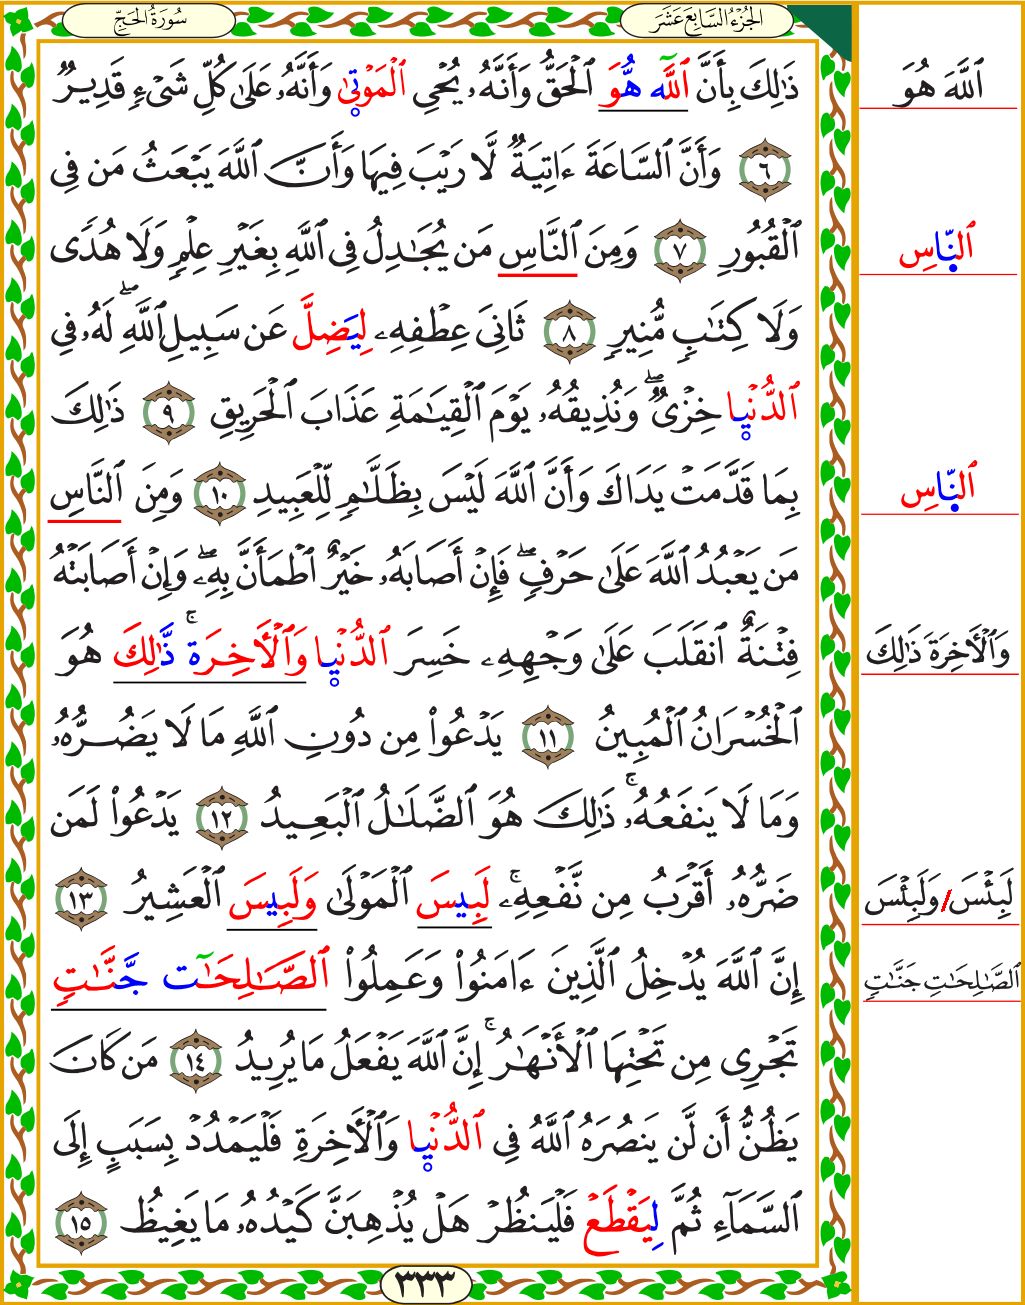 سُورَةُ الحَجِّ
الجُزْءُ السَّابِعَ عَشَرَ
ذَٰلِكَ بِأَنَّ ٱللَّٓه هُّوَ ٱلْحَقُّ وَأَنَّهُۥ يُحْىِ ٱلْمَوْتٜىٰ وَأَنَّهُۥ عَلَىٰ كُلِّ شَىْءٍ قَدِيرٌ
ٱللَّهَ هُوَ
٦ وَأَنَّ ٱلسَّاعَةَ ءَاتِيَةٌ لَّا رَيْبَ فِيهَا وَأَنَّ ٱللَّهَ يَبْعَثُ مَن فِى
ٱلْقُبُورِ ٧ وَمِنَ ٱلنَّاسِ مَن يُجَـٰدِلُ فِى ٱللَّهِ بِغَيْرِ عِلْمٍ وَلَا هُدًى
ٱلنَّاسِ
وَلَا كِتَـٰبٍ مُّنِيرٍ ٨ ثَانِىَ عِطْفِهِۦ لِيَضِلَّ عَن سَبِيلِ ٱللَّهِ ۖ لَهُۥ فِى
ٱلدُّنْيٜا خِزْىٌ ۖ وَنُذِيقُهُۥ يَوْمَ ٱلْقِيَـٰمَةِ عَذَابَ ٱلْحَرِيقِ ٩ ذَٰلِكَ
بِمَا قَدَّمَتْ يَدَاكَ وَأَنَّ ٱللَّهَ لَيْسَ بِظَلَّـٰمٍ لِّلْعَبِيدِ ١٠ وَمِنَ ٱلنَّاسِ
ٱلنَّاسِ
مَن يَعْبُدُ ٱللَّهَ عَلَىٰ حَرْفٍ ۖ فَإِنْ أَصَابَهُۥ خَيْرٌ ٱطْمَأَنَّ بِهِۦ ۖ وَإِنْ أَصَابَتْهُ
فِتْنَةٌ ٱنقَلَبَ عَلَىٰ وَجْهِهِۦ خَسِرَ ٱلدُّنْيٜا وَٱلْأَخِرَة ۚ ذَّٰلِكَ هُوَ
وَٱلْأَخِرَةَ ذَٰلِكَ
ٱلْخُسْرَانُ ٱلْمُبِينُ ١١ يَدْعُواْ مِن دُونِ ٱللَّهِ مَا لَا يَضُرُّهُۥ
وَمَا لَا يَنفَعُهُۥ ۚ ذَٰلِكَ هُوَ ٱلضَّلَـٰلُ ٱلْبَعِيدُ ١٢ يَدْعُواْ لَمَن
ضَرُّهُۥٓ أَقْرَبُ مِن نَّفْعِهِۦ ۚ لَبِيسَ ٱلْمَوْلَىٰ وَلَبِيسَ ٱلْعَشِيرُ ١٣
لَبِئْسَ/وَلَبِئْسَ
إِنَّ ٱللَّهَ يُدْخِلُ ٱلَّذِينَ ءَامَنُواْ وَعَمِلُواْ ٱلصَّـٰلِحَـٰٓت جَّنَّـٰتٍ
ٱلصَّـٰلِحَـٰتِ جَنَّـٰتٍ
تَجْرِى مِن تَحْتِهَا ٱلْأَنْهَـٰرُ ۚ إِنَّ ٱللَّهَ يَفْعَلُ مَا يُرِيدُ ١٤ مَن كَانَ
يَظُنُّ أَن لَّن يَنصُرَهُ ٱللَّهُ فِى ٱلدُّنْيٜا وَٱلْأَخِرَةِ فَلْيَمْدُدْ بِسَبَبٍ إِلَى
ٱلسَّمَآءِ ثُمَّ لِيَقْطَعْ فَلْيَنظُرْ هَلْ يُذْهِبَنَّ كَيْدُهُۥ مَا يَغِيظُ ١٥
٣٣٣